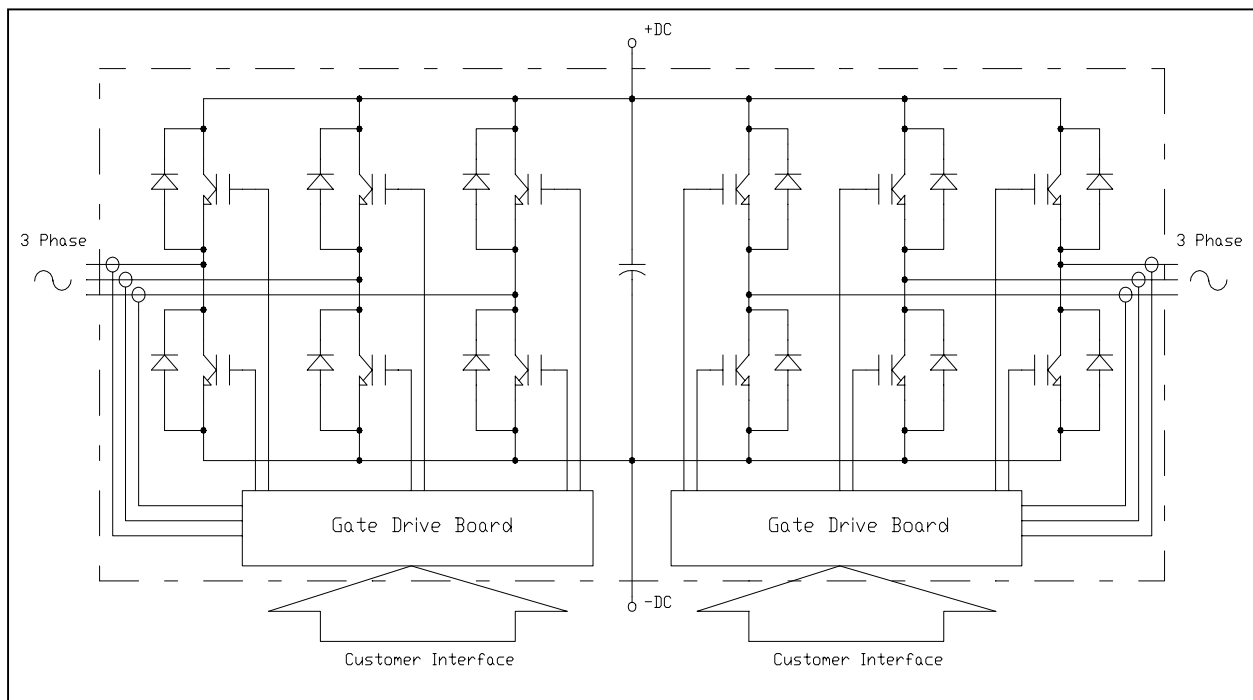 +DC
3 Phase
3 Phase
Gate Drive Board
Gate Drive Board
-DC
Customer Interface
Customer Interface